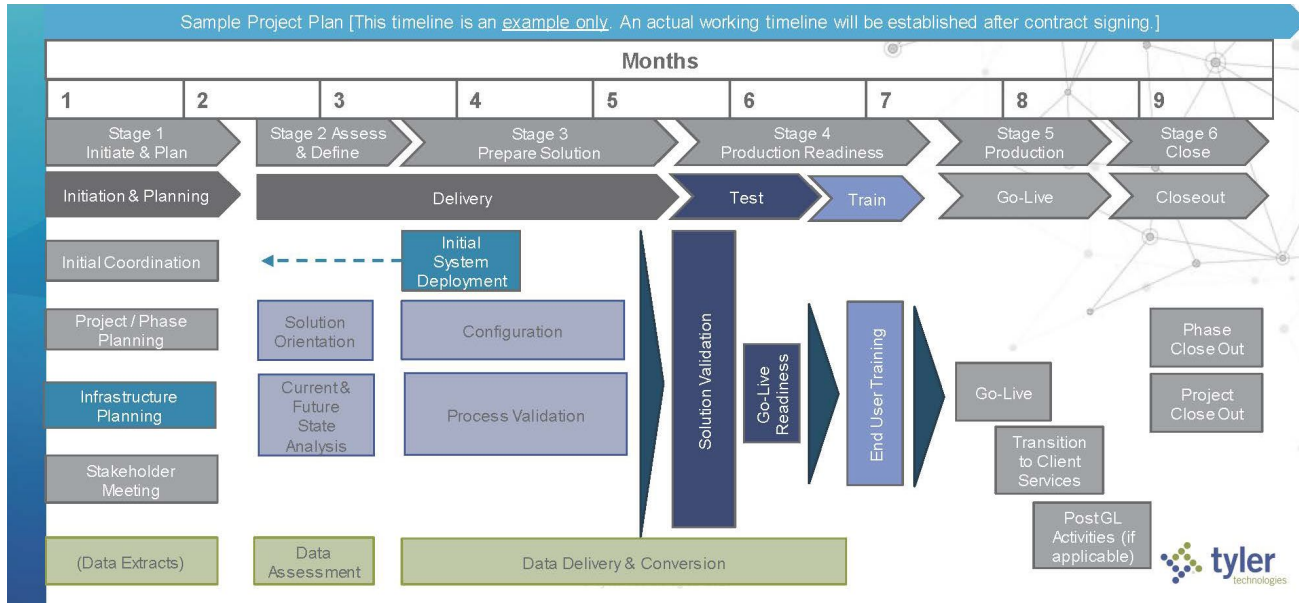 Sample Project Plan [This timeline is an example only. An actual working timeline will be established after contract signing.]
Months
1 2 3 4 5 6 7 8 9
Stage 1
Initiate & Plan
Stage 2 Assess
& Define
Stage 3
Prepare Solution
Stage 4
Production Readiness
Stage 5
Production
Stage 6
Close
Initiation & Planning
Delivery
Test
Train
Go-Live
Closeout
Initial Coordination
Initial
System
Deployment
Project / Phase
Planning
Solution
Orientation
Configuration
Infrastructure
Planning
Current &
Future
State
Analysis
Process Validation
Stakeholder
Meeting
Solution Validation
Go-Live
Readiness
End User Training
Go-Live
Transition
to Client
Services
Post GL
Activities (if
applicable)
Phase
Close Out
Project
Close Out
(Data Extracts)
Data
Assessment
Data Delivery & Conversion
tyler
technologies